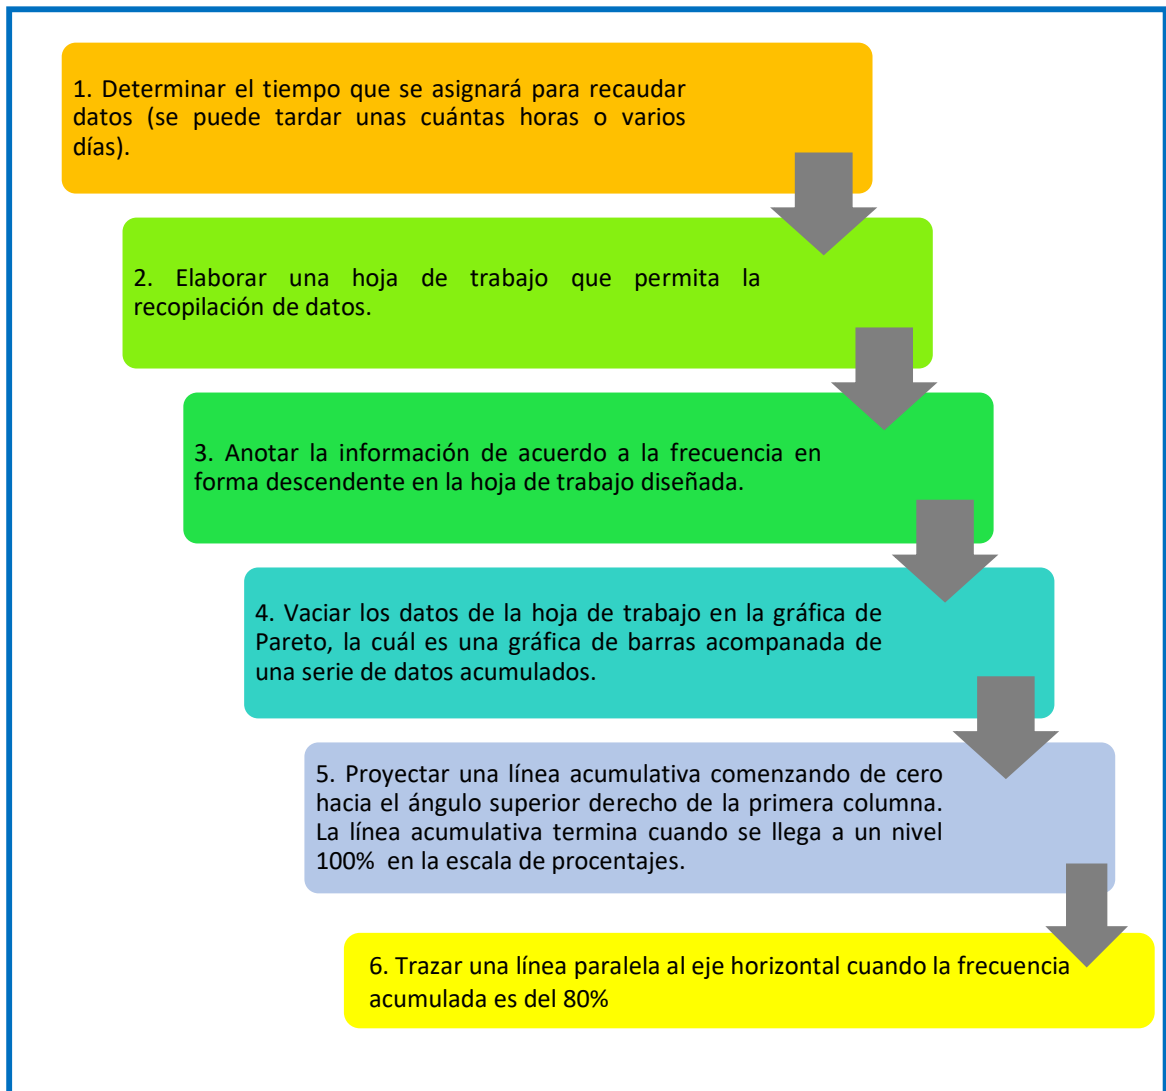 1. Determinar el tiempo que se asignará para recaudar
datos (se puede tardar unas cuántas horas o varios
días).
2. Elaborar una hoja de trabajo que permita la
recopilación de datos.
3. Anotar la información de acuerdo a la frecuencia en
forma descendente en la hoja de trabajo diseñada.
4. Vaciar los datos de la hoja de trabajo en la gráfica de
Pareto, la cuál es una gráfica de barras acompanada de
una serie de datos acumulados.
5. Proyectar una línea acumulativa comenzando de cero
hacia el ángulo superior derecho de la primera columna.
La línea acumulativa termina cuando se llega a un nivel
100% en la escala de procentajes.
6. Trazar una línea paralela al eje horizontal cuando la frecuencia
acumulada es del 80%